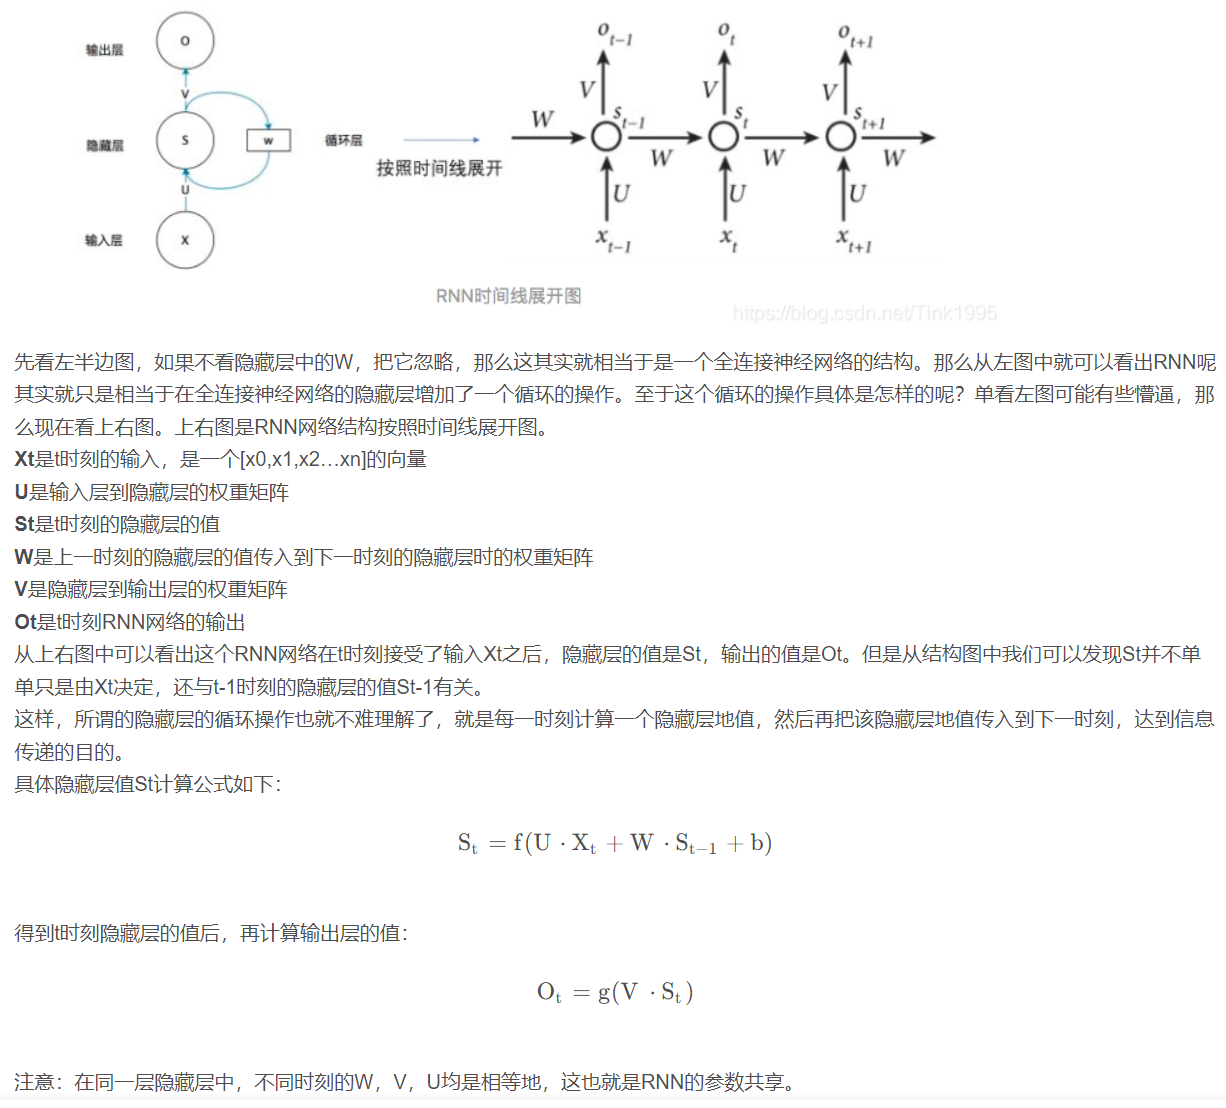 输出层
O
V
隐藏层
S
W
循环层
U
输入层
X
按照时间线展开
O t-1
O t
O t+1
V
V
V
W
S t-1
S t
S t+1
W
W
W
U
U
U
x t-1
x t
x t+1
RNN时间线展开图
https://blog.csdn.net/Tink1995
先看左半边图，如果不看隐藏层中的W，把它忽略，那么这其实就相当于是一个全连接神经网络的结构。那么从左图中就可以看出RNN呢
其实就只是相当于在全连接神经网络的隐藏层增加了一个循环的操作。至于这个循环的操作具体是怎样的呢？单看左图可能有些懵逼，那
么现在看上右图。上右图是RNN网络结构按照时间线展开图。
Xt是t时刻的输入，是一个[x0,x1,x2…xn]的向量
U是输入层到隐藏层的权重矩阵
St是t时刻的隐藏层的值
W是上一时刻的隐藏层的值传入到下一时刻的隐藏层时的权重矩阵
V是隐藏层到输出层的权重矩阵
Ot是t时刻RNN网络的输出
从上右图中可以看出这个RNN网络在t时刻接受了输入Xt之后，隐藏层的值是St，输出的值是Ot。但是从结构图中我们可以发现St并不单
单只是由Xt决定，还与t-1时刻的隐藏层的值St-1有关。
这样，所谓的隐藏层的循环操作也就不难理解了，就是每一时刻计算一个隐藏层地值，然后再把该隐藏层地值传入到下一时刻，达到信息
传递的目的。
具体隐藏层值St计算公式如下：
S_t = f(U · X_t + W · S_{t−1} + b)
得到t时刻隐藏层的值后，再计算输出层的值：
O_t = g(V · S_t)
注意：在同一层隐藏层中，不同时刻的W，V，U均是相等地，这也就是RNN的参数共享。